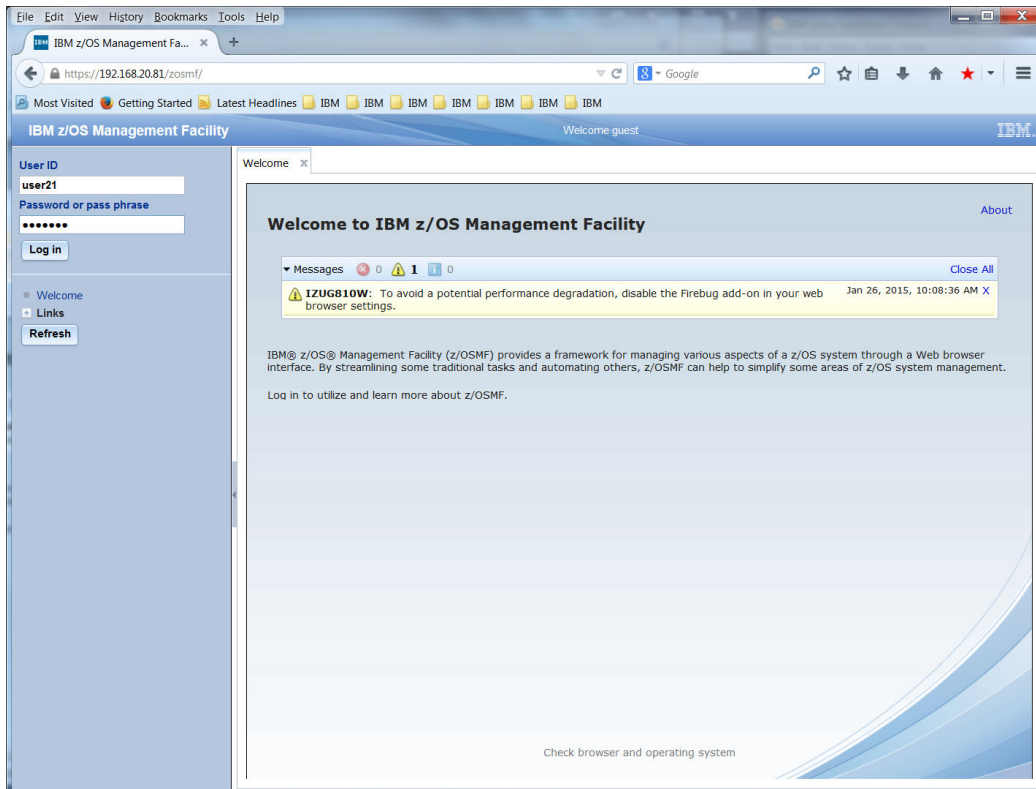 File Edit View History Bookmarks Tools Help
IBM IBM z/OS Management Fa... × +
https://192.168.20.81/zosmf/ 8 Google
Most Visited Getting Started Latest Headlines IBM IBM IBM IBM IBM IBM IBM
IBM z/OS Management Facility Welcome guest IBM.
User ID
user21
Password or pass phrase
•••••••
Log in
Welcome
Links
Refresh
Welcome ×
About
Welcome to IBM z/OS Management Facility
Messages 0 1 0 Close All
IZUG810W: To avoid a potential performance degradation, disable the Firebug add-on in your web Jan 26, 2015, 10:08:36 AM X
browser settings.
IBM® z/OS® Management Facility (z/OSMF) provides a framework for managing various aspects of a z/OS system through a Web browser
interface. By streamlining some traditional tasks and automating others, z/OSMF can help to simplify some areas of z/OS system management.
Log in to utilize and learn more about z/OSMF.
Check browser and operating system